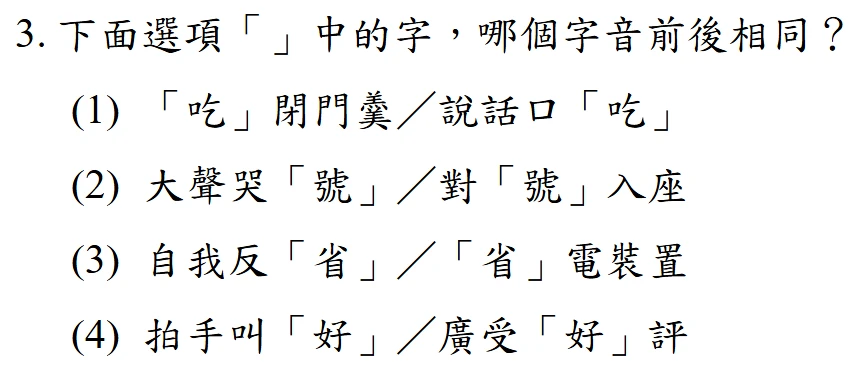 3. 下面選項「」中的字，哪個字音前後相同？
(1) 「吃」閉門羹／說話口「吃」
(2) 大聲哭「號」／對「號」入座
(3) 自我反「省」／「省」電裝置
(4) 拍手叫「好」／廣受「好」評